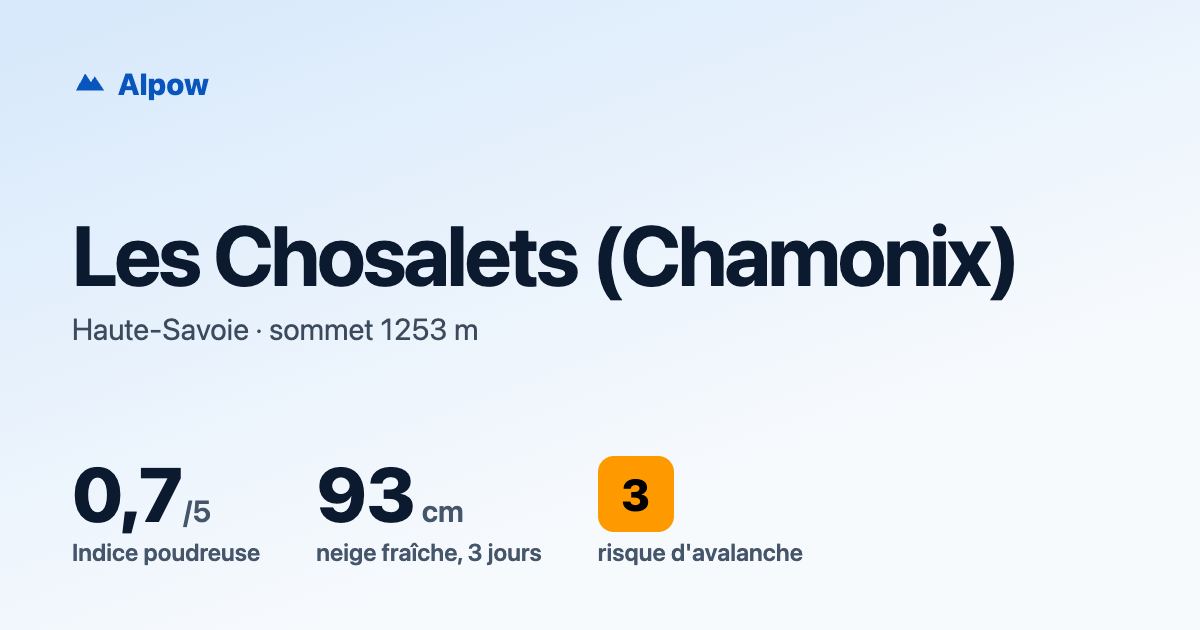 Alpow
Les Chosalets (Chamonix)
Haute-Savoie · sommet 1253 m
0,7 /5
Indice poudreuse
93 cm
neige fraîche, 3 jours
3
risque d'avalanche